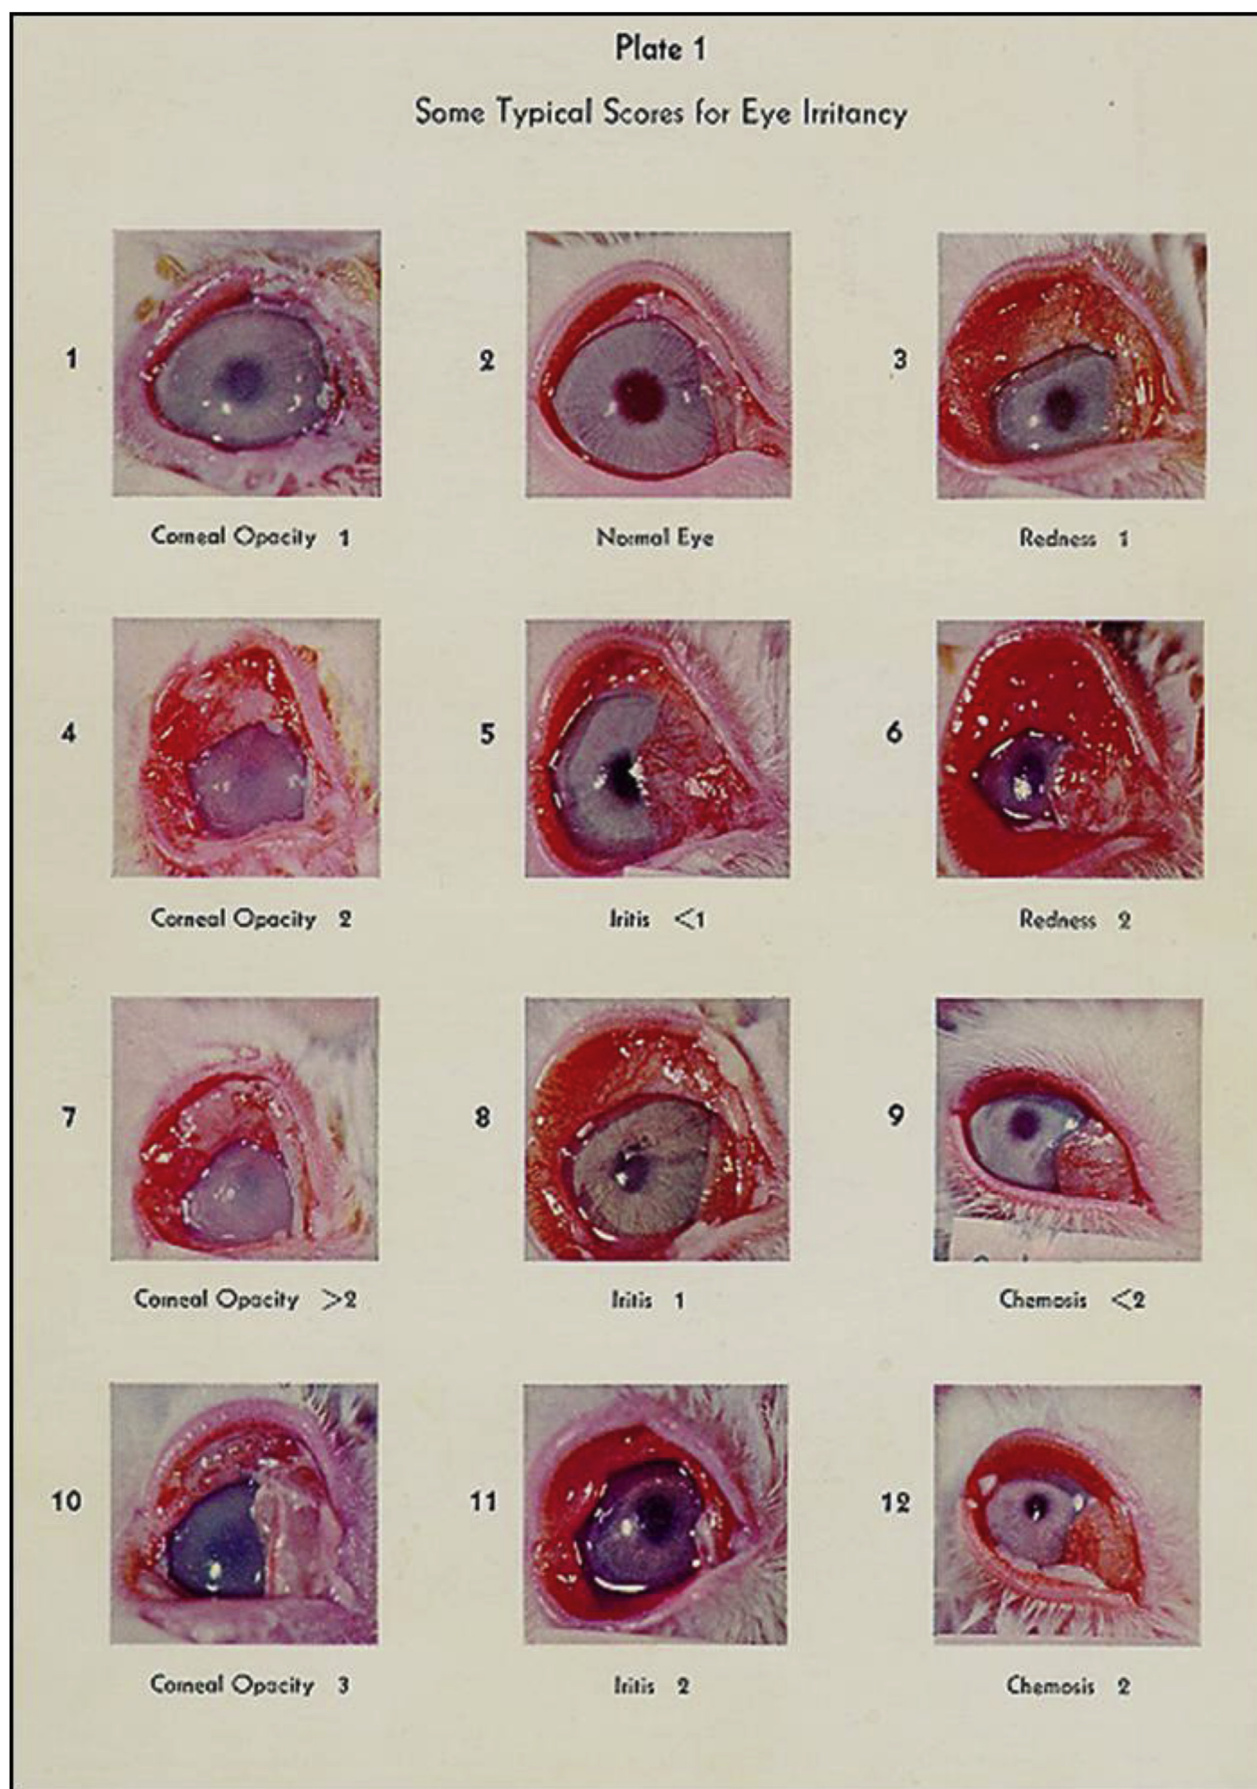 Plate 1
Some Typical Scores for Eye Irritancy
1
2
3
Corneal Opacity 1
Normal Eye
Redness 1
4
5
6
Corneal Opacity 2
Iritis <1
Redness 2
7
8
9
Corneal Opacity >2
Iritis 1
Chemosis <2
10
11
12
Corneal Opacity 3
Iritis 2
Chemosis 2